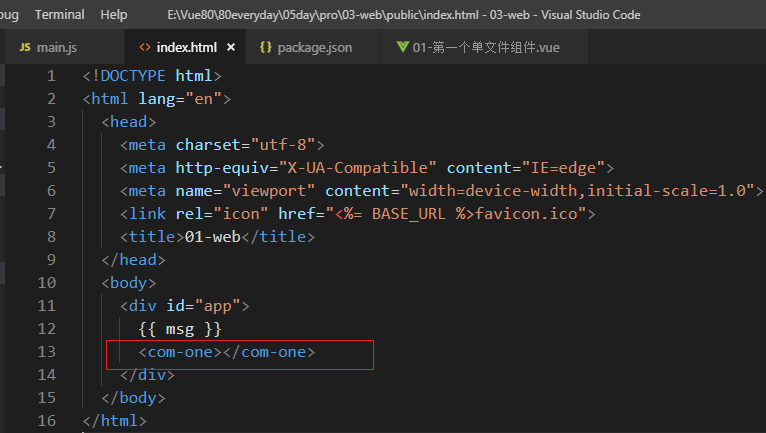 bug Terminal Help E:\Vue80\80everyday\05day\pro\03-web\public\index.html - 03-web - Visual Studio Code
JS main.js <> index.html × {} package.json 01-第一个单文件组件.vue
1 <!DOCTYPE html>
2 <html lang="en">
3 <head>
4 <meta charset="utf-8">
5 <meta http-equiv="X-UA-Compatible" content="IE=edge">
6 <meta name="viewport" content="width=device-width,initial-scale=1.0">
7 <link rel="icon" href="<%= BASE_URL %>favicon.ico">
8 <title>01-web</title>
9 </head>
10 <body>
11 <div id="app">
12 {{ msg }}
13 <com-one></com-one>
14 </div>
15 </body>
16 </html>